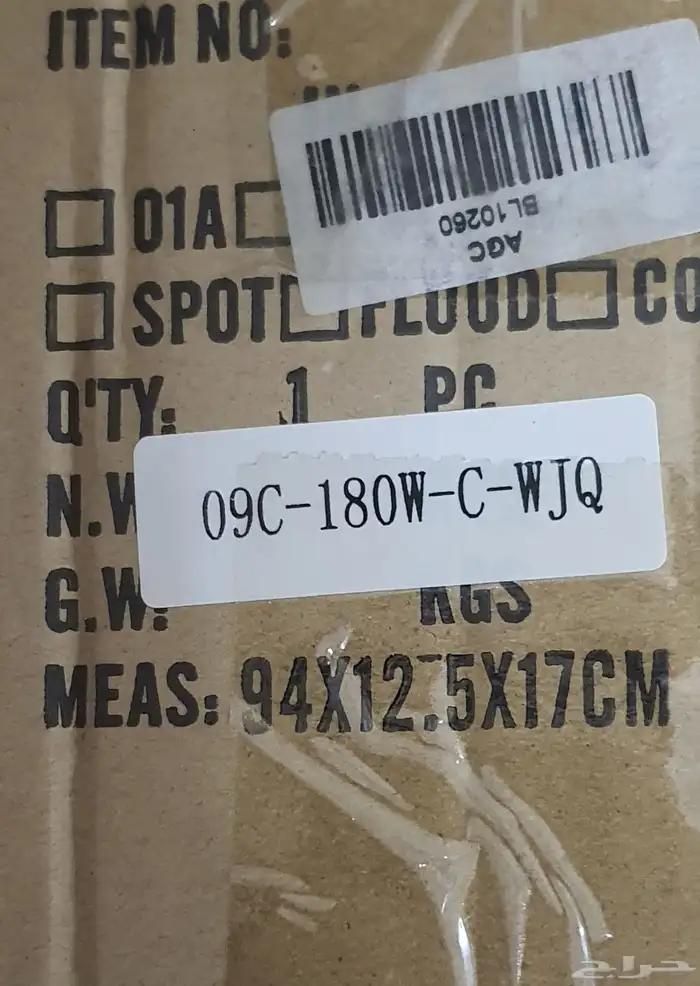 ITEM NO:
BL10260
AGC
01A
SPOT FLOOD CO
Q'TY: 1 PC
N.W
09C-180W-C-WJQ
G.W: KGS
MEAS: 94X12.5X17CM
حراج